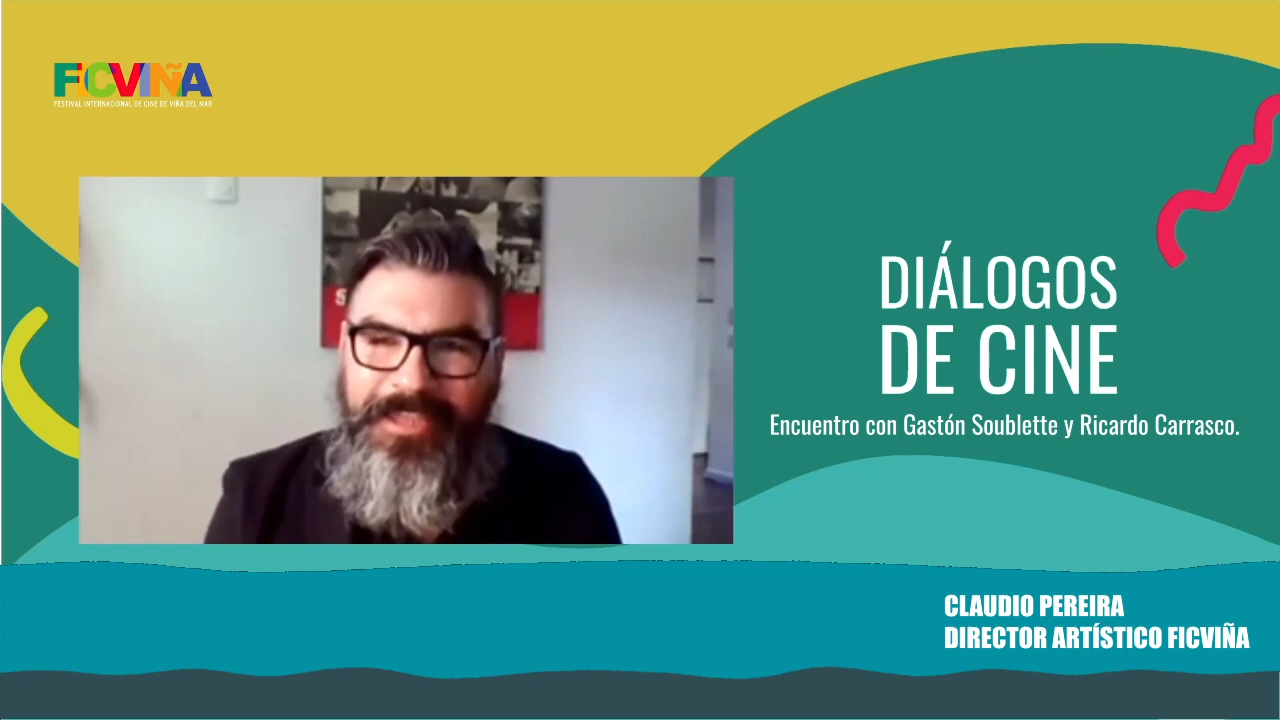 FICVIÑA
FESTIVAL INTERNACIONAL DE CINE DE VIÑA DEL MAR
DIÁLOGOS
DE CINE
Encuentro con Gastón Soublette y Ricardo Carrasco.
CLAUDIO PEREIRA
DIRECTOR ARTÍSTICO FICVIÑA